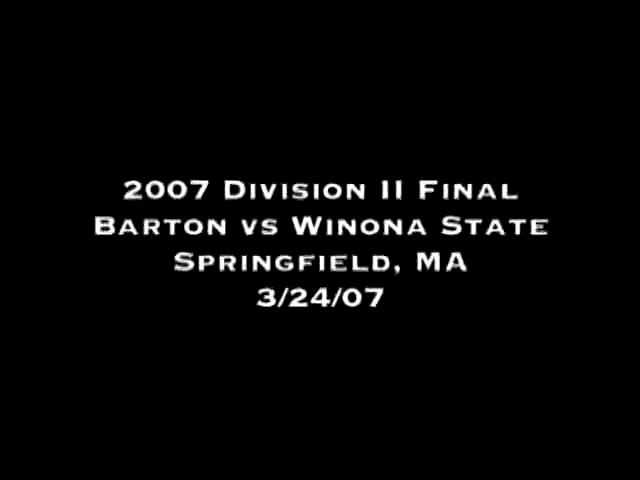 2007 Division II Final
Barton vs Winona State
Springfield, MA
3/24/07